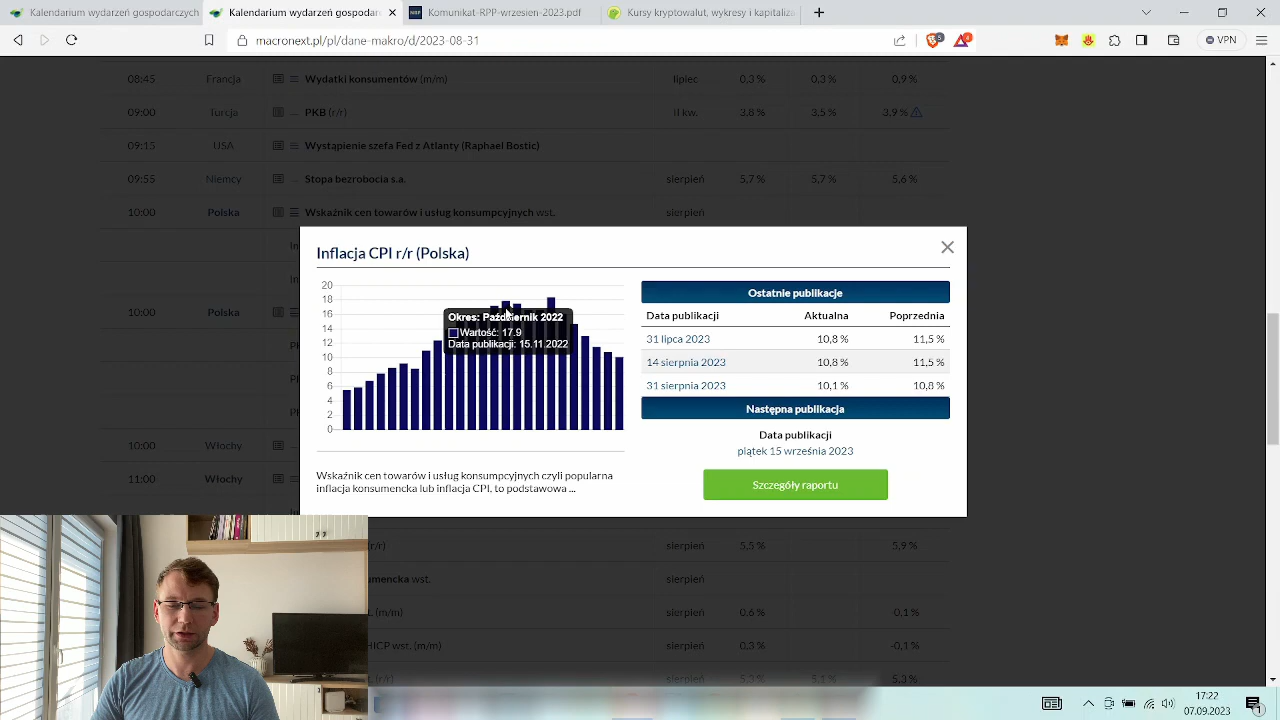 Kalendarium wydarzeń gospodarczych
Kalendarium wydarzeń gospodar
Komunikat-RPP-wrzesien-2023.pdf
Kursy kryptowalut, wykresy i kapitaliza
macronext.pl/pl/dane-makro/d/2023-08-31
5
4
VPN
08:45 Francja Wydatki konsumentów (m/m) lipiec 0,3 % 0,3 % 0,9 %
09:00 Turcja PKB (r/r) II kw. 3,8 % 3,5 % 3,9 %
09:15 USA Wystąpienie szefa Fed z Atlanty (Raphael Bostic)
09:55 Niemcy Stopa bezrobocia s.a. sierpień 5,7 % 5,7 % 5,6 %
10:00 Polska Wskaźnik cen towarów i usług konsumpcyjnych wst. sierpień
10:00 Polska
10:00 Włochy
11:00 Włochy
Inflacja CPI r/r (Polska)
20
18
16
14
12
10
8
6
4
2
0
Okres: Październik 2022
Wartość: 17.9
Data publikacji: 15.11.2022
Wskaźnik cen towarów i usług konsumpcyjnych czyli popularna
inflacja konsumencka lub inflacja CPI, to podstawowa ...
Ostatnie publikacje
Data publikacji Aktualna Poprzednia
31 lipca 2023 10,8 % 11,5 %
14 sierpnia 2023 10,8 % 11,5 %
31 sierpnia 2023 10,1 % 10,8 %
Następna publikacja
Data publikacji
piątek 15 września 2023
Szczegóły raportu
(r/r) sierpień 5,5 % 5,9 %
wst. sierpień
(m/m) sierpień 0,6 % 0,1 %
HICP wst. (m/m) sierpień 0,3 % -0,1 %
(r/r) sierpień 5,3 % 5,1 % 5,3 %
17:22
07.09.2023